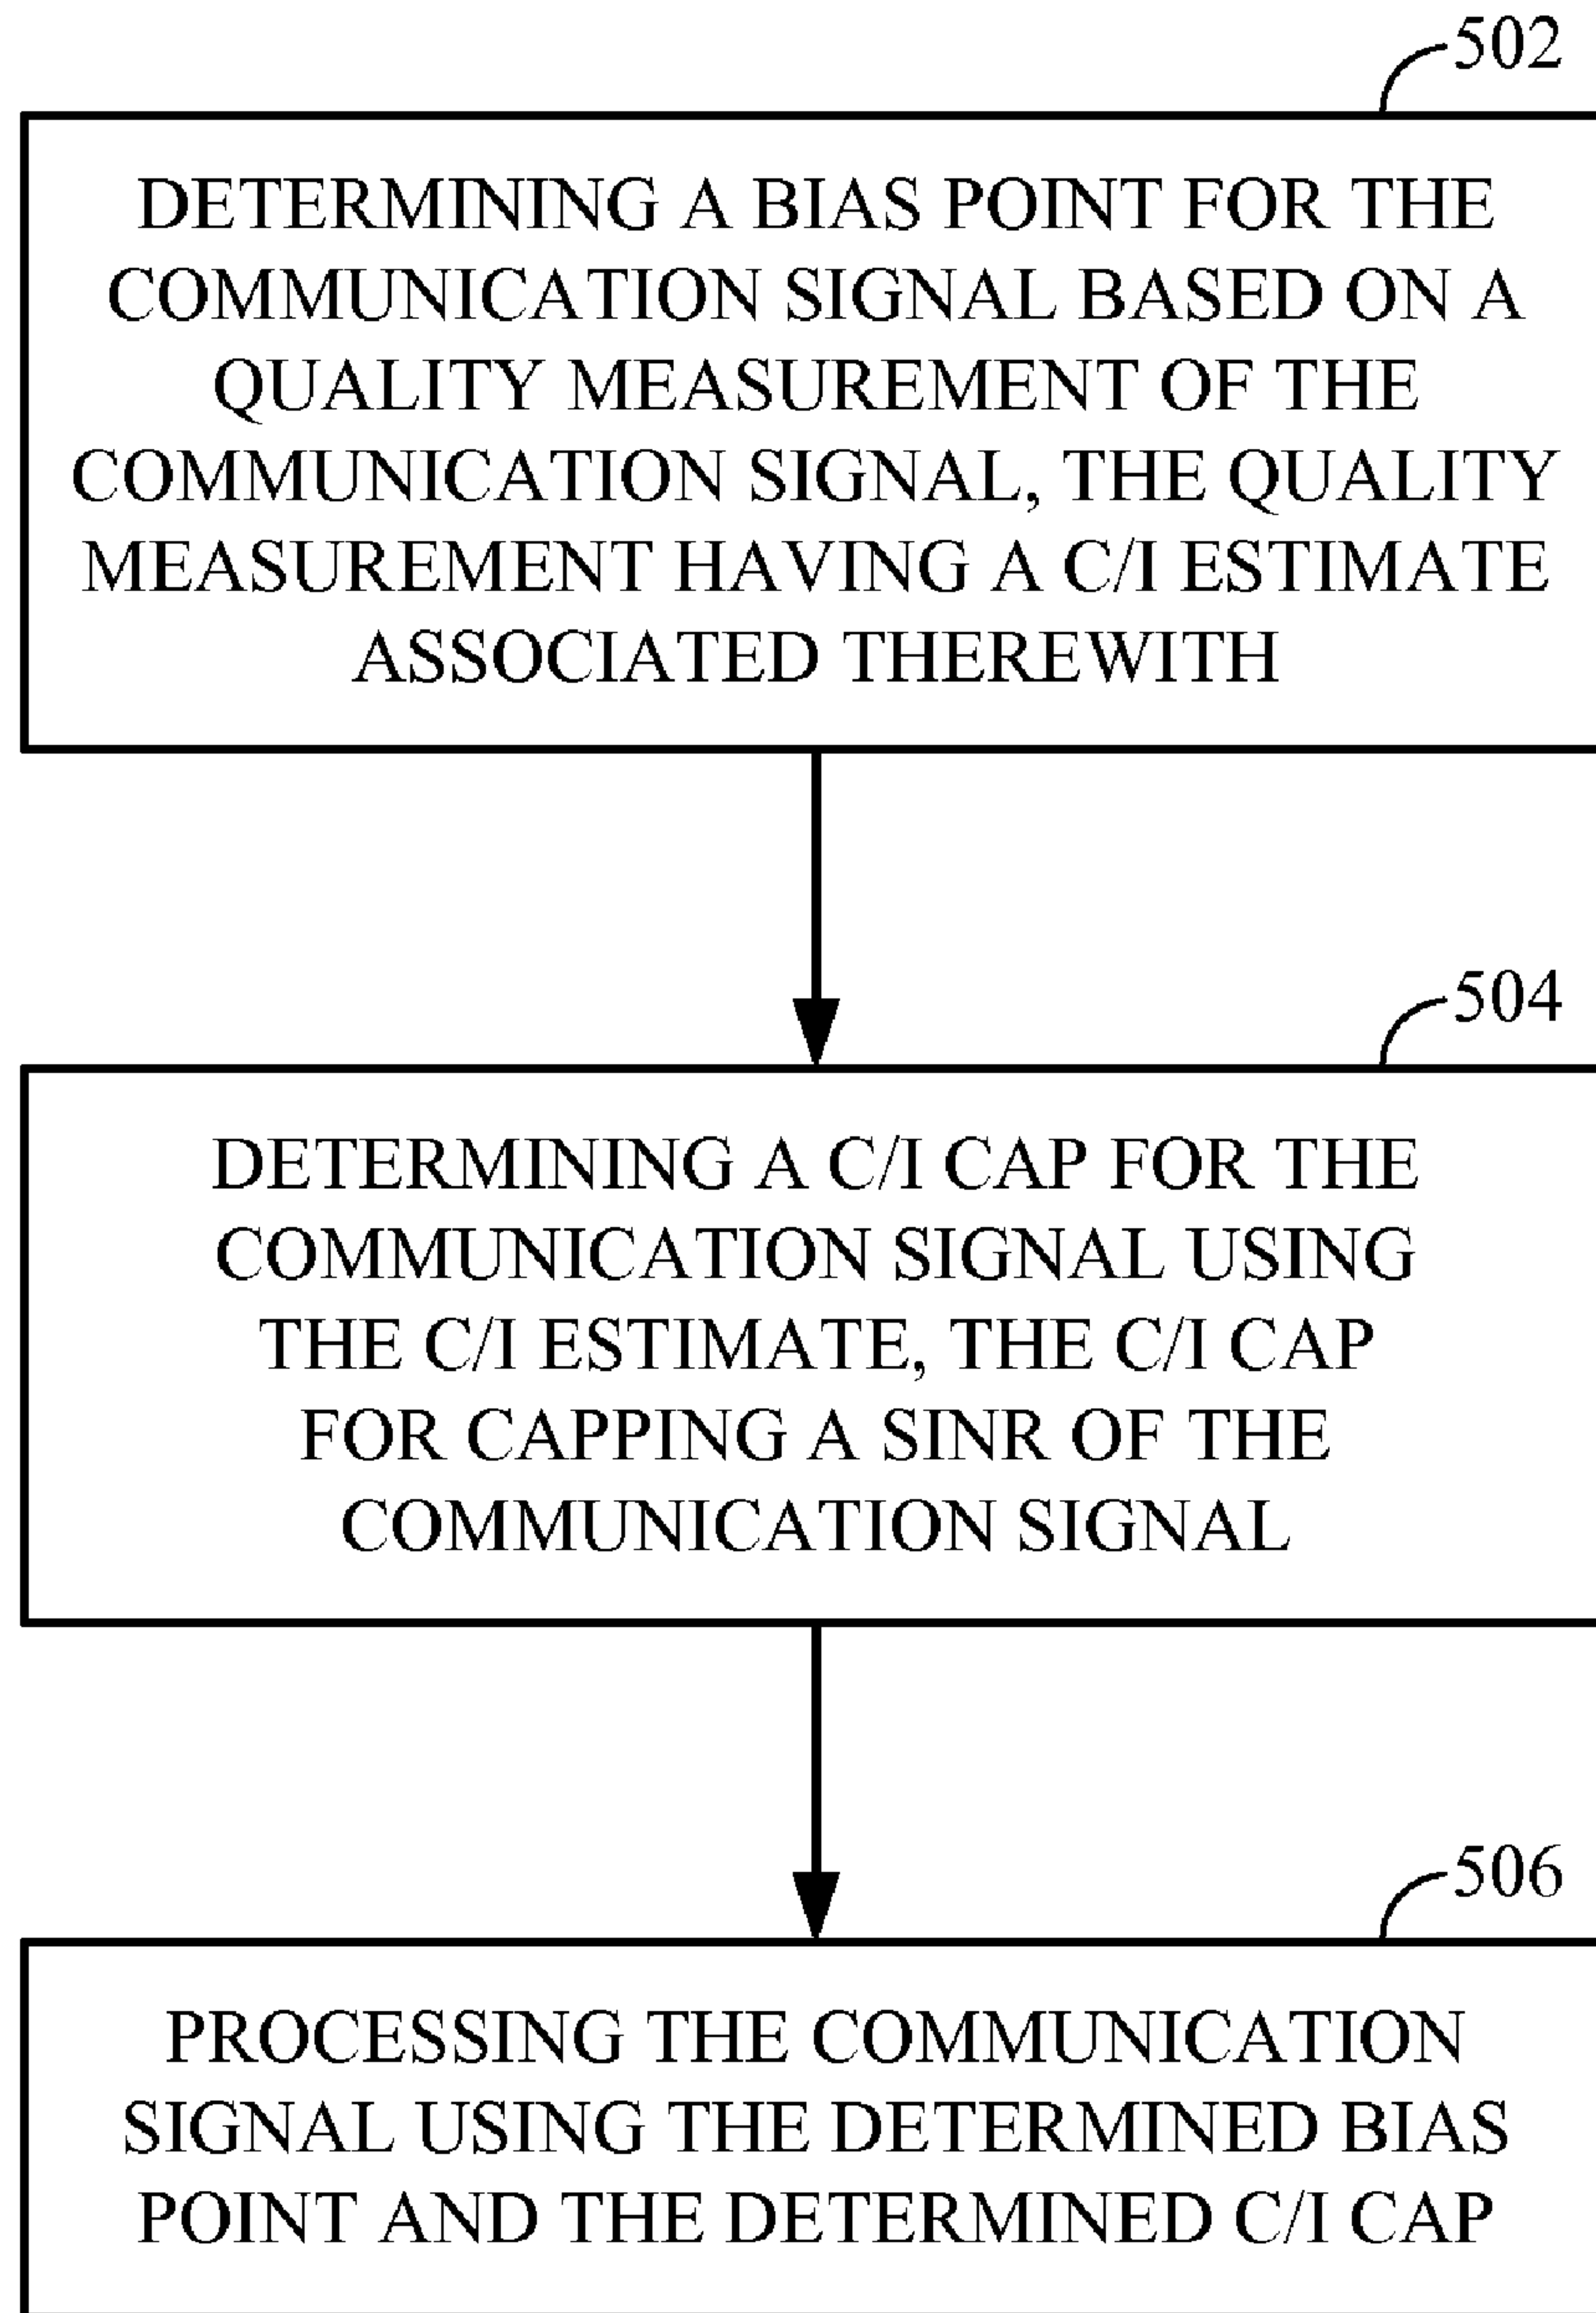 502
DETERMINING A BIAS POINT FOR THE
COMMUNICATION SIGNAL BASED ON A
QUALITY MEASUREMENT OF THE
COMMUNICATION SIGNAL, THE QUALITY
MEASUREMENT HAVING A C/I ESTIMATE
ASSOCIATED THEREWITH
504
DETERMINING A C/I CAP FOR THE
COMMUNICATION SIGNAL USING
THE C/I ESTIMATE, THE C/I CAP
FOR CAPPING A SINR OF THE
COMMUNICATION SIGNAL
506
PROCESSING THE COMMUNICATION
SIGNAL USING THE DETERMINED BIAS
POINT AND THE DETERMINED C/I CAP